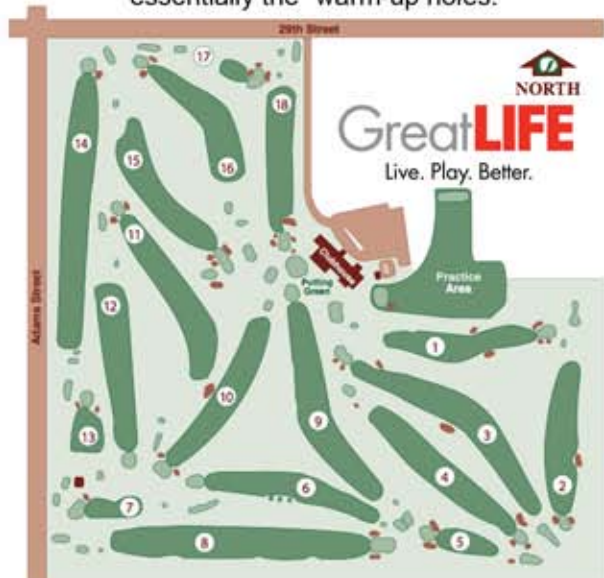 essentially the "warm-up holes."
29th Street
17
NORTH
18
14
GreatLIFE
Live. Play. Better.
15
16
11
Clubhouse
Practice
Area
Putting
Green
Adams Street
12
1
10
9
3
13
4
6
2
7
8
5